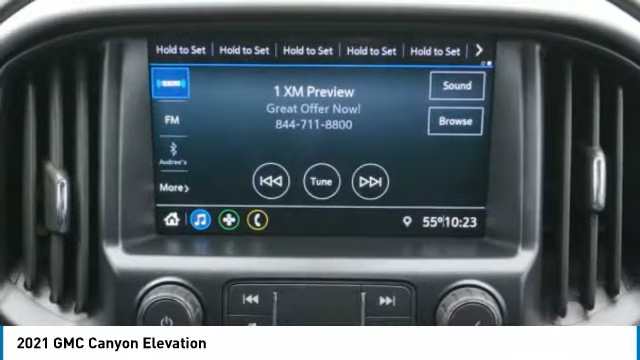 Hold to Set Hold to Set Hold to Set Hold to Set Hold to Set
1 XM Preview
Great Offer Now!
844-711-8800
Sound
FM
Browse
Audree's
More
Tune
55° 10:23
2021 GMC Canyon Elevation